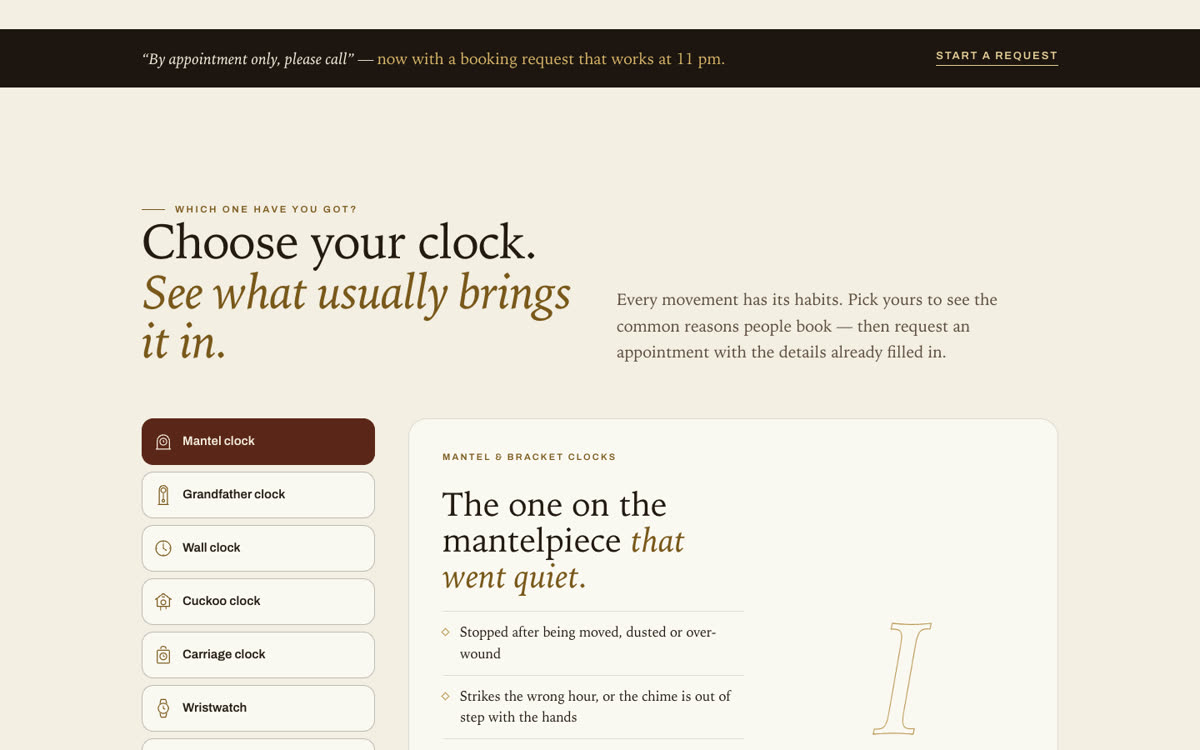 “By appointment only, please call” — now with a booking request that works at 11 pm.
START A REQUEST
WHICH ONE HAVE YOU GOT?
Choose your clock.
See what usually brings
it in.
Every movement has its habits. Pick yours to see the
common reasons people book — then request an
appointment with the details already filled in.
Mantel clock
Grandfather clock
Wall clock
Cuckoo clock
Carriage clock
Wristwatch
MANTEL & BRACKET CLOCKS
The one on the
mantelpiece that
went quiet.
Stopped after being moved, dusted or over-
wound
Strikes the wrong hour, or the chime is out of
step with the hands
I